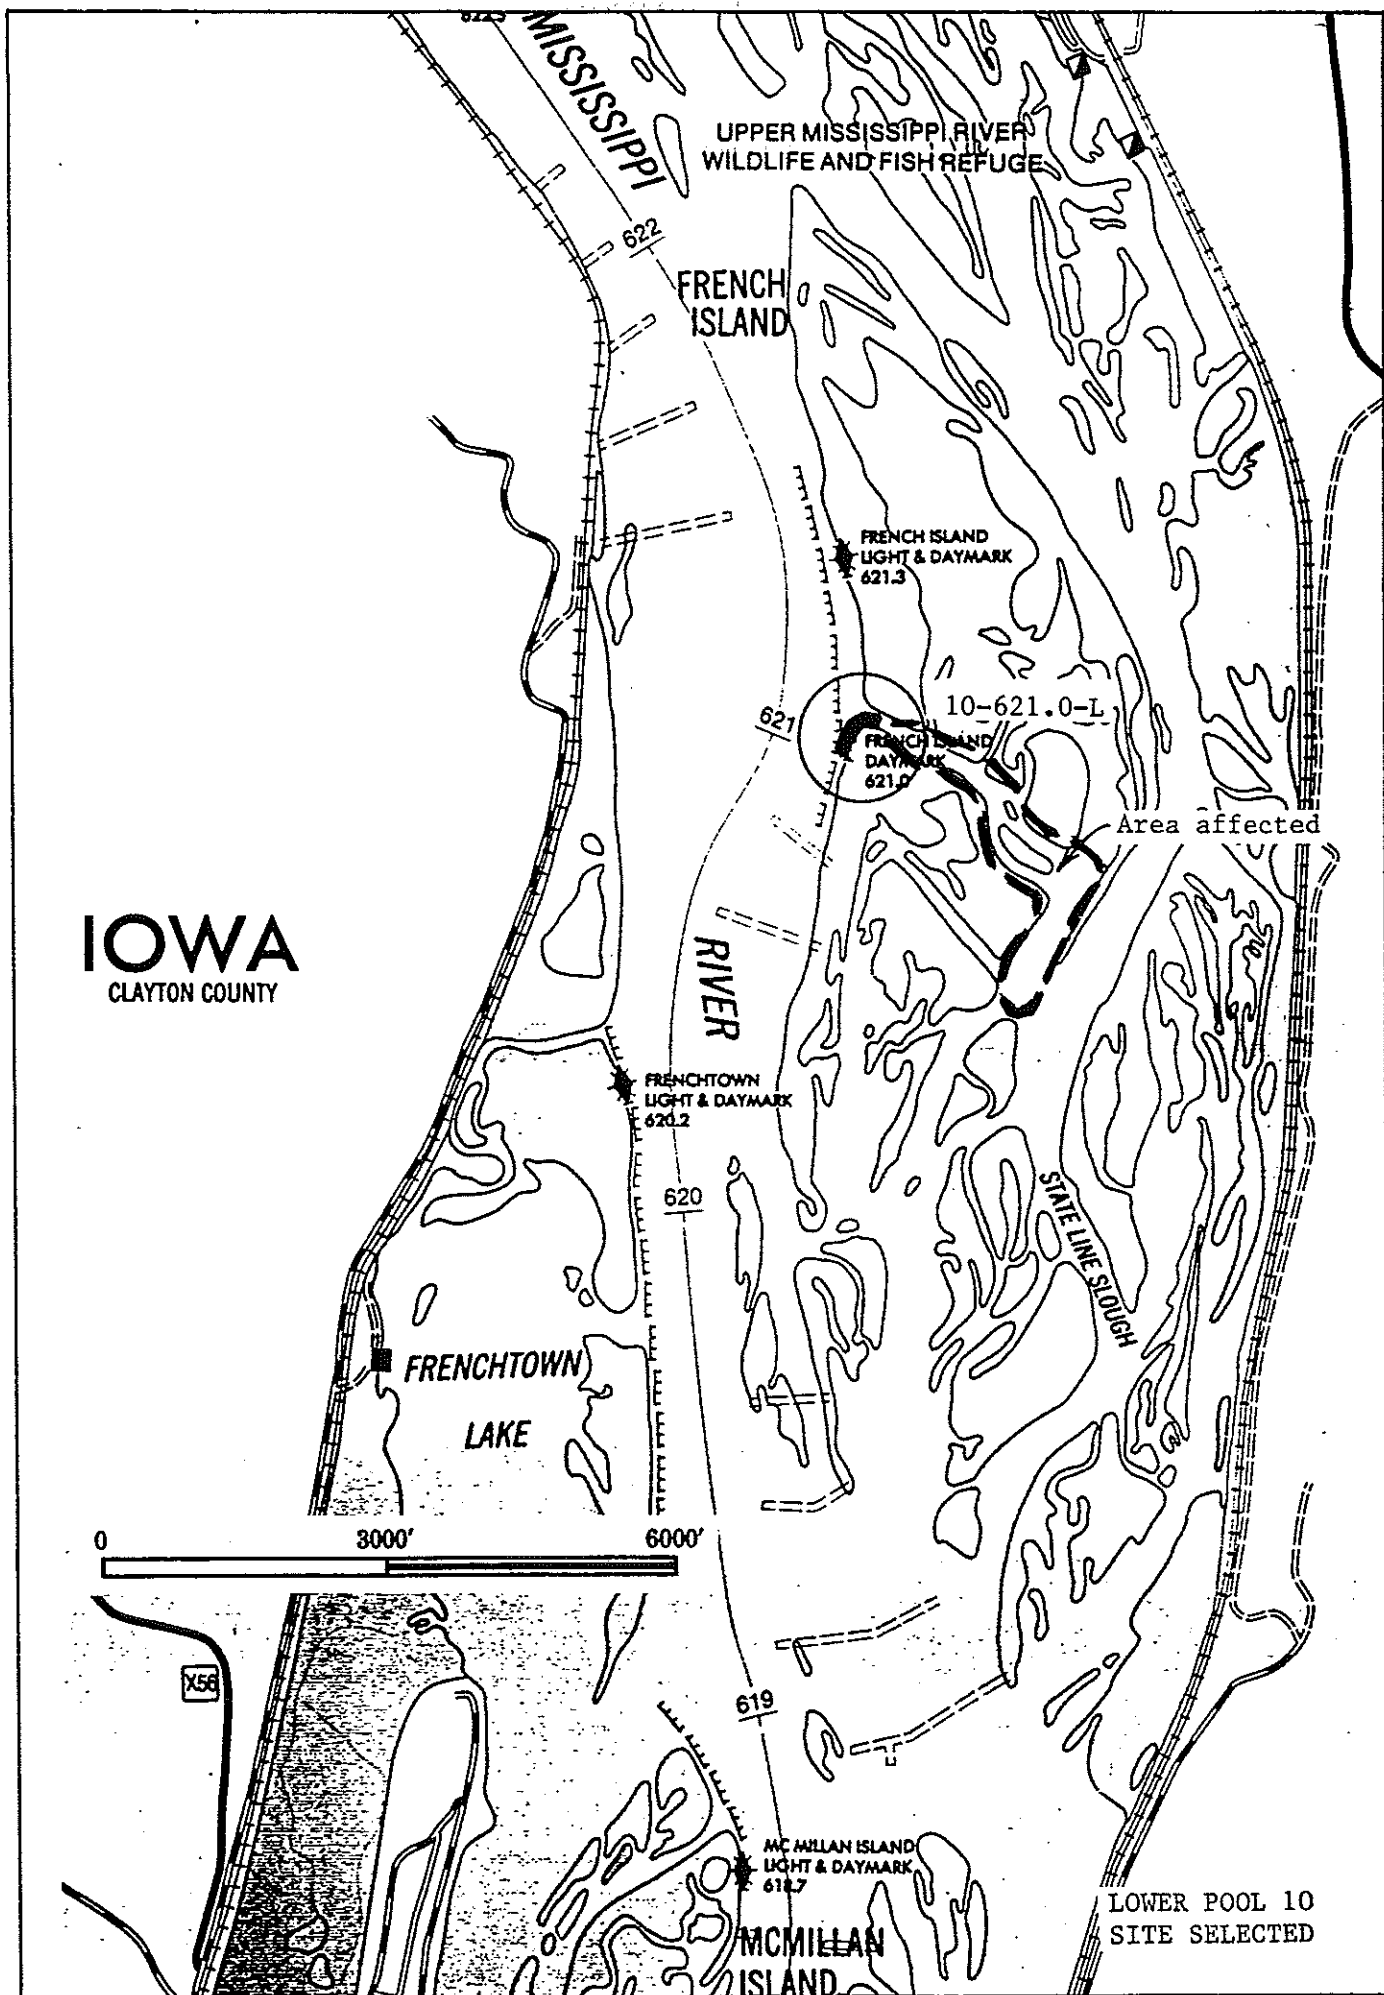 MISSISSIPPI
UPPER MISSISSIPPI RIVER
WILDLIFE AND FISH REFUGE
622
FRENCH
ISLAND
FRENCH ISLAND
LIGHT & DAYMARK
621.3
10-621.0-L
621
FRENCH ISLAND
DAYMARK
621.0
Area affected
IOWA
CLAYTON COUNTY
RIVER
FRENCHTOWN
LIGHT & DAYMARK
620.2
620
STATE LINE SLOUGH
FRENCHTOWN
LAKE
0 3000' 6000'
X56
619
MC MILLAN ISLAND
LIGHT & DAYMARK
618.7
LOWER POOL 10
SITE SELECTED
MCMILLAN
ISLAND